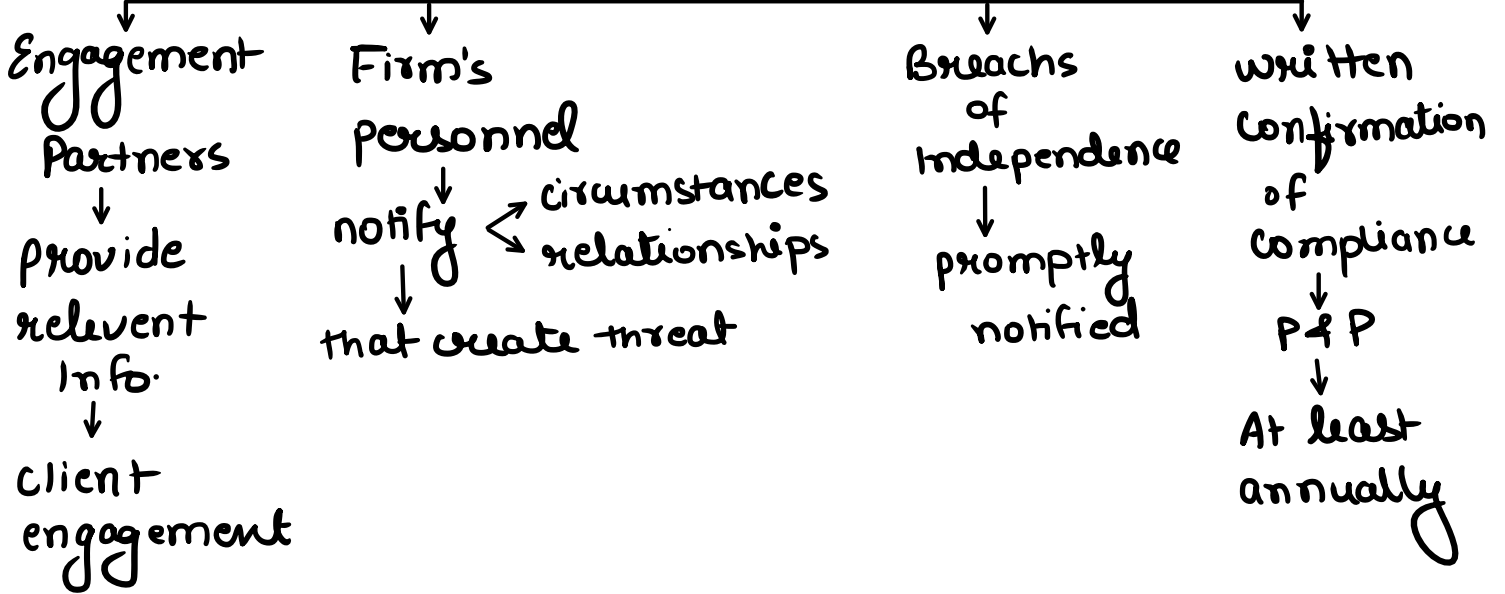 Engagement
Partners
provide
relevent
Info.
client
engagement
Firm's
personnel
notify
circumstances
relationships
that create threat
Breachs
of
Independence
promptly
notified
written
confirmation
of
compliance
P & P
At least
annually